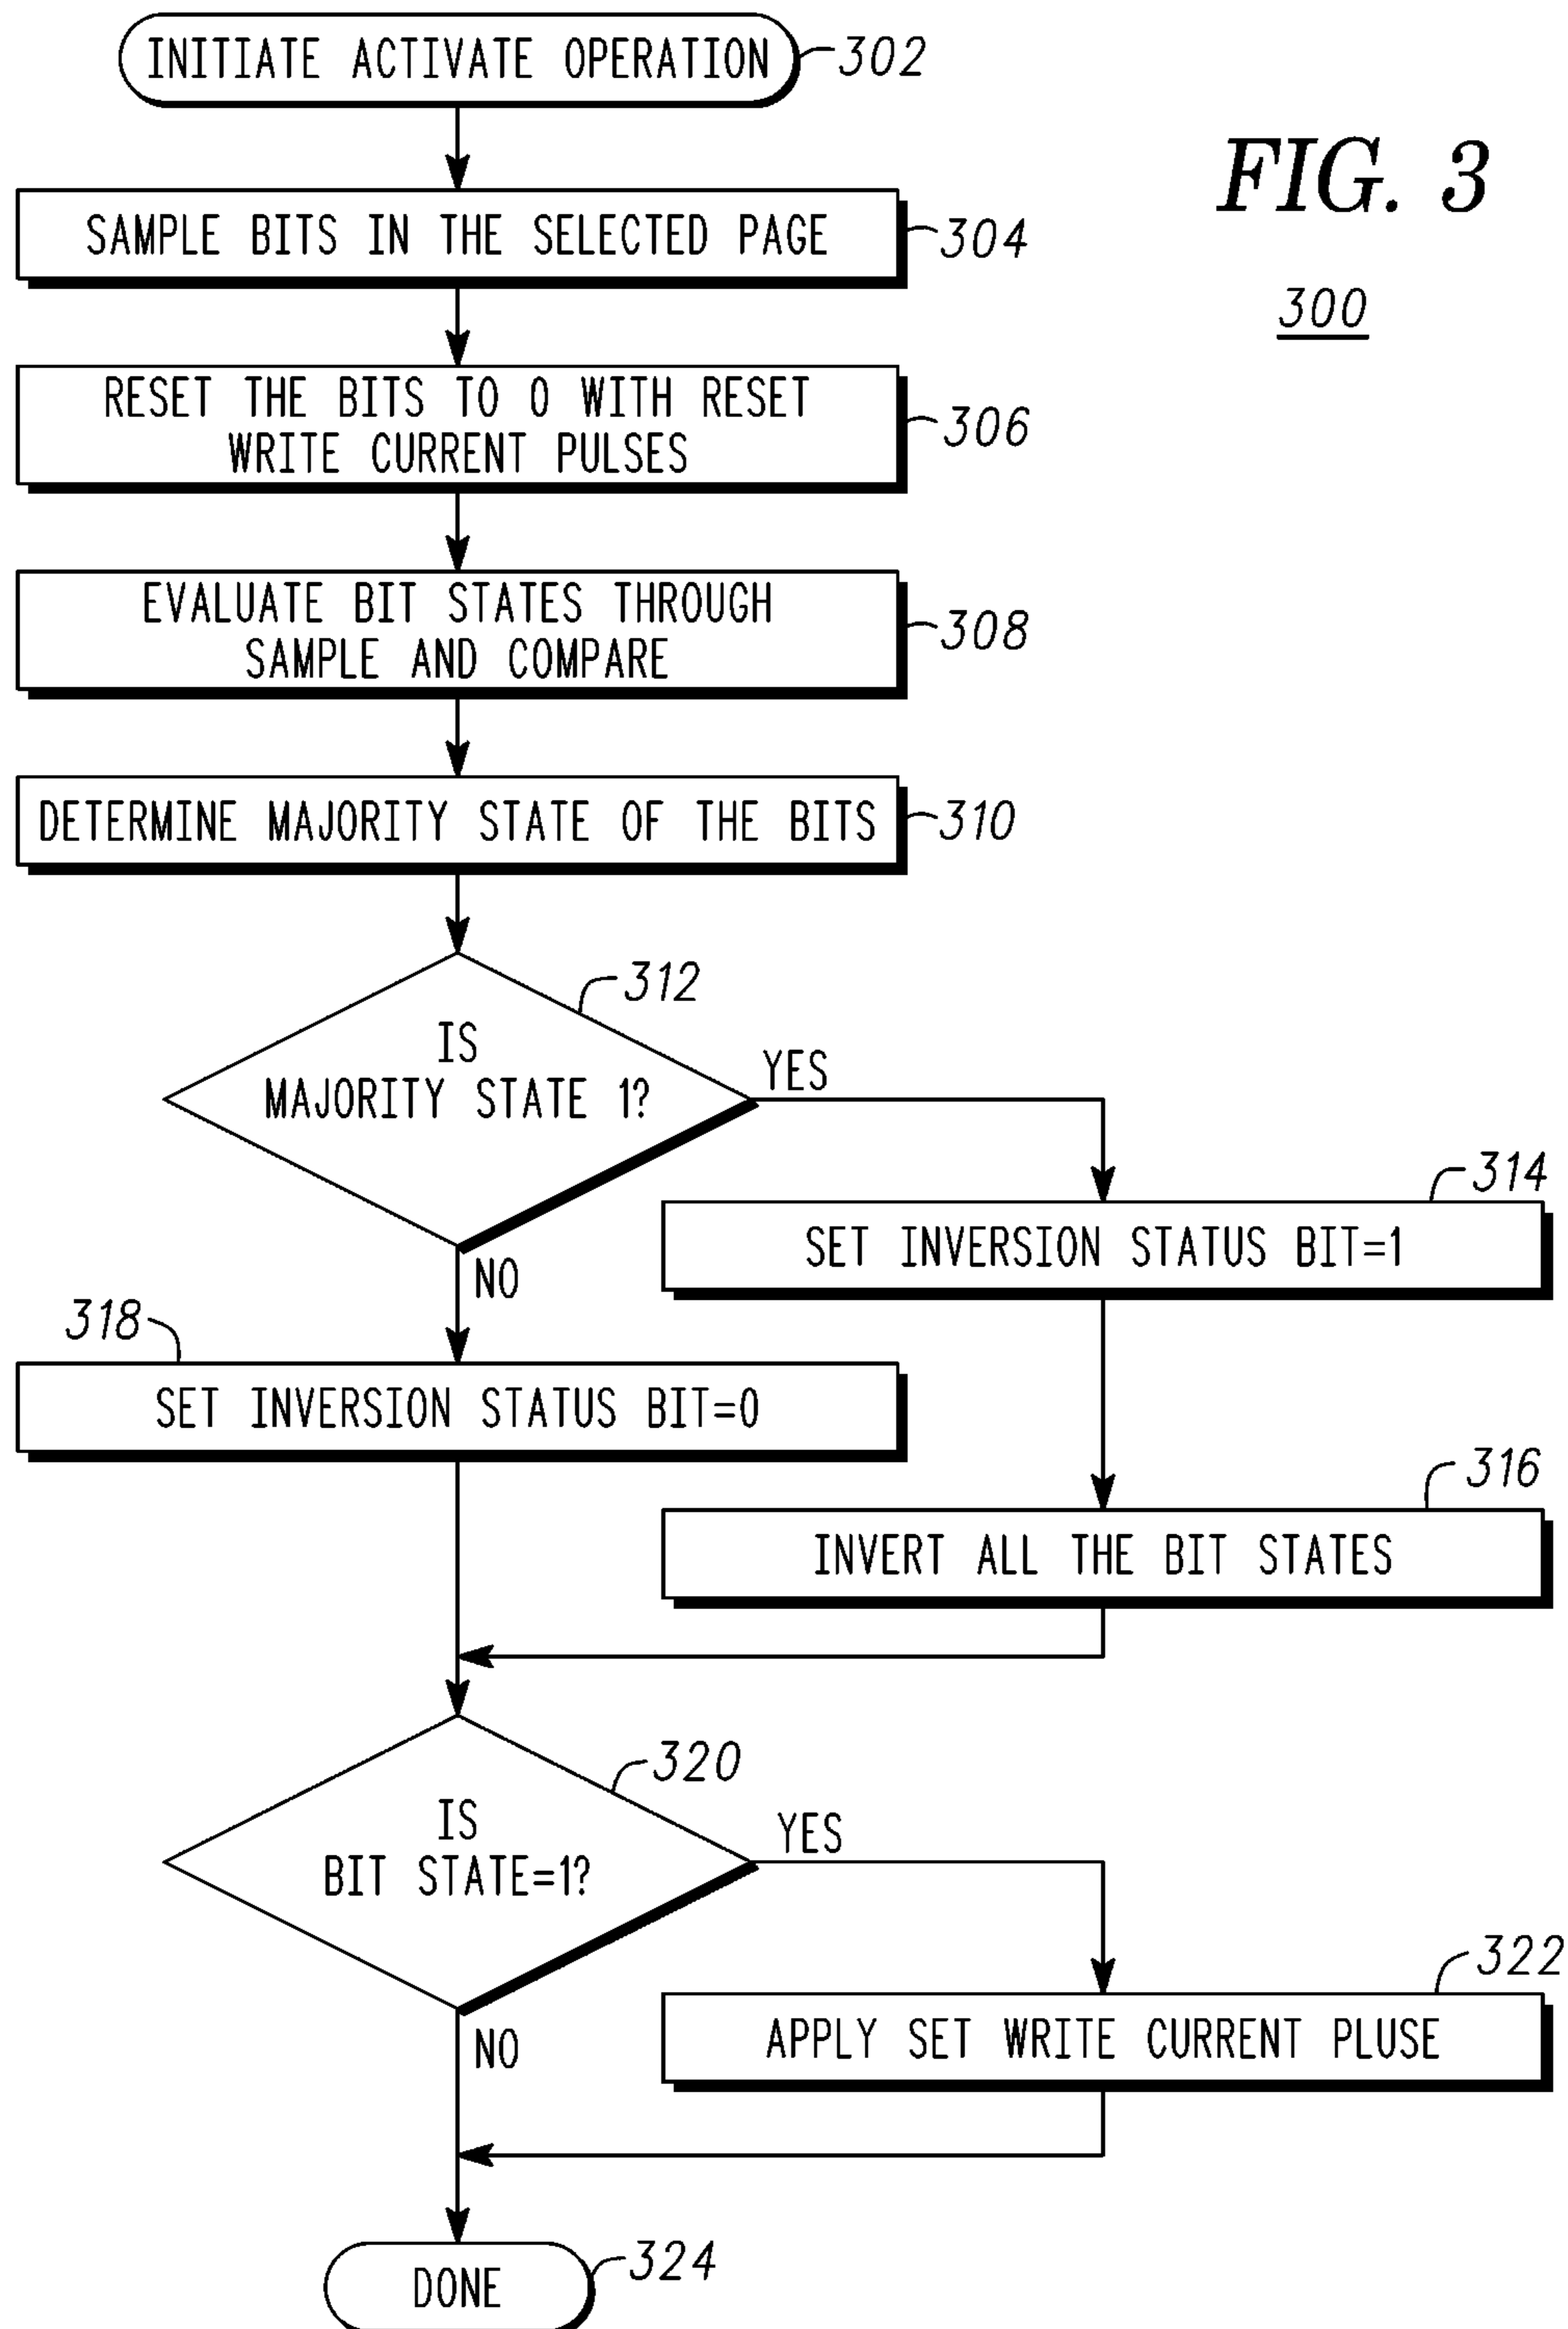 INITIATE ACTIVATE OPERATION
302
FIG. 3
300
SAMPLE BITS IN THE SELECTED PAGE
304
RESET THE BITS TO 0 WITH RESET
WRITE CURRENT PULSES
306
EVALUATE BIT STATES THROUGH
SAMPLE AND COMPARE
308
DETERMINE MAJORITY STATE OF THE BITS
310
312
IS
MAJORITY STATE 1?
YES
NO
314
SET INVERSION STATUS BIT=1
318
SET INVERSION STATUS BIT=0
316
INVERT ALL THE BIT STATES
320
IS
BIT STATE=1?
YES
NO
322
APPLY SET WRITE CURRENT PLUSE
DONE
324